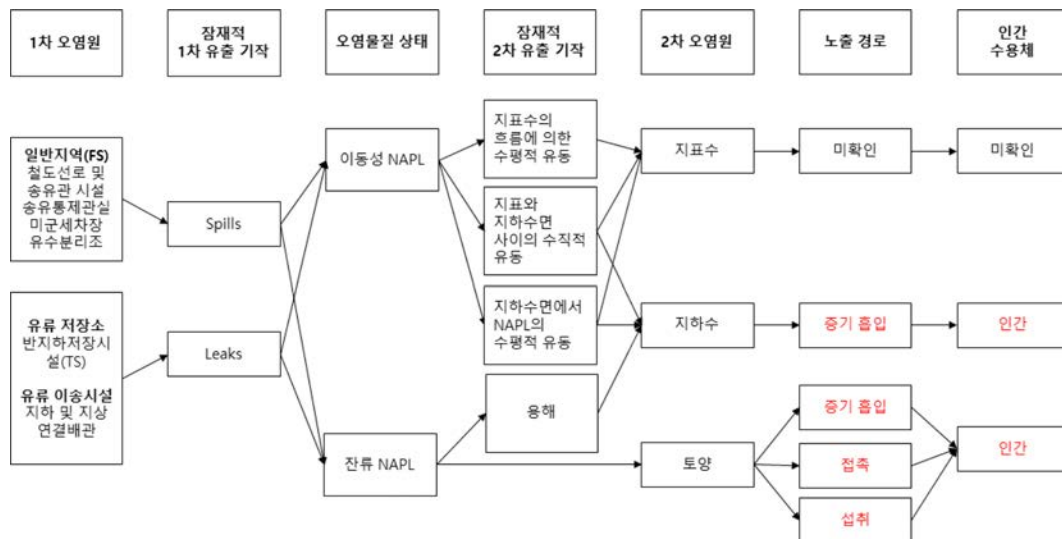 1차 오염원
잠재적
1차 유출 기작
오염물질 상태
잠재적
2차 유출 기작
2차 오염원
노출 경로
인간
수용체
일반지역(FS)
철도선로 및
송유관 시설
송유통제관실
미군세차장
유수분리조
유류 저장소
반지하저장시
설(TS)
유류 이송시설
지하 및 지상
연결배관
Spills
Leaks
이동성 NAPL
잔류 NAPL
지표수의
흐름에 의한
수평적 유동
지표와
지하수면
사이의 수직적
유동
지하수면에서
NAPL의
수평적 유동
용해
지표수
지하수
토양
미확인
증기 흡입
증기 흡입
접촉
섭취
미확인
인간
인간